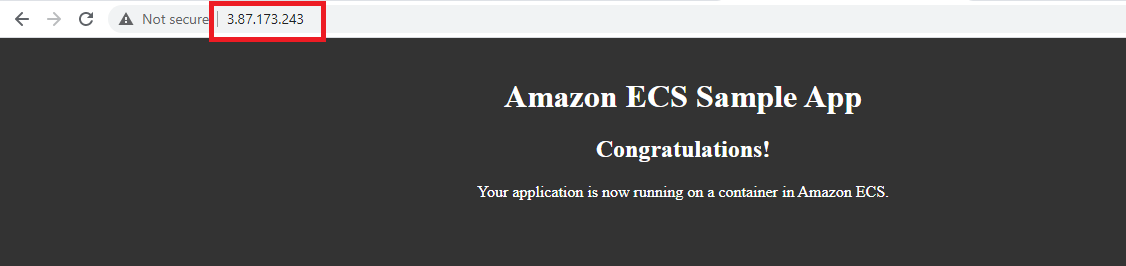 Not secure 3.87.173.243
Amazon ECS Sample App
Congratulations!
Your application is now running on a container in Amazon ECS.